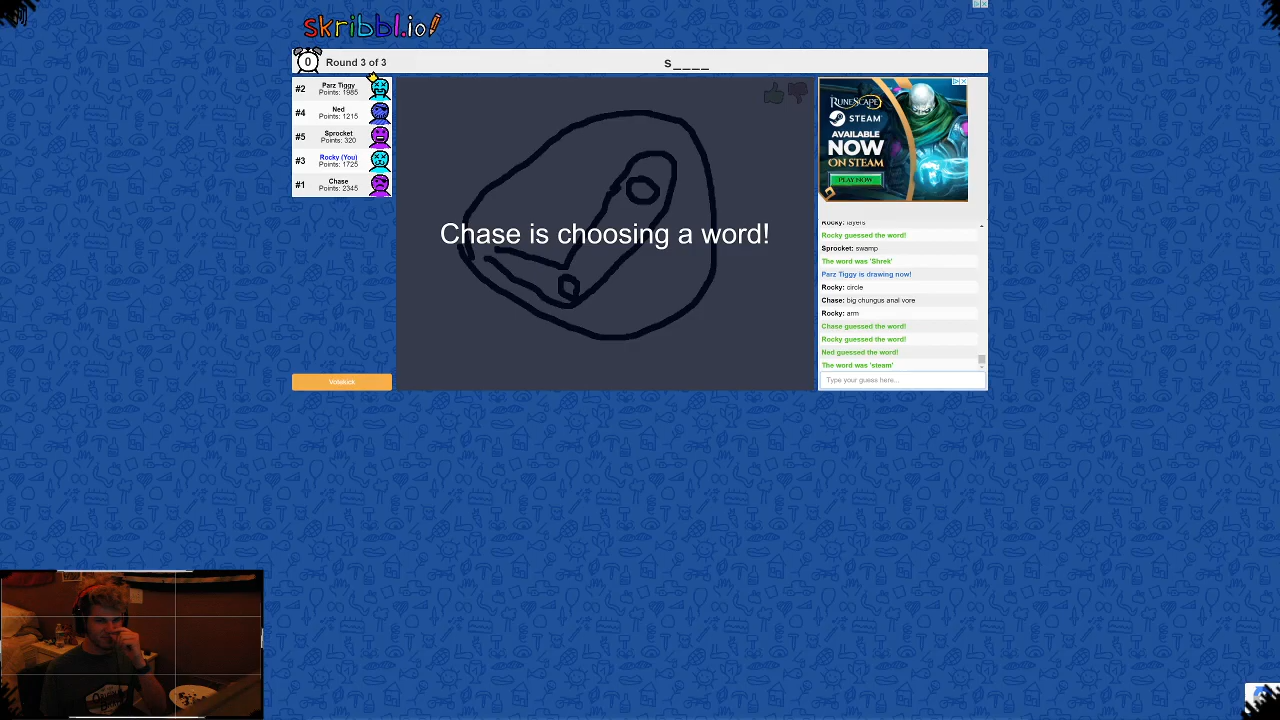 skribbl.io
0
Round 3 of 3
S____
#2
Parz Tiggy
Points: 1985
#4
Ned
Points: 1215
#5
Sprocket
Points: 320
#3
Rocky (You)
Points: 1725
#1
Chase
Points: 2345
Votekick
Chase is choosing a word!
RUNESCAPE
STEAM
AVAILABLE
NOW
ON STEAM
PLAY NOW
Rocky: layers
Rocky guessed the word!
Sprocket: swamp
The word was 'Shrek'
Parz Tiggy is drawing now!
Rocky: circle
Chase: big chungus anal vore
Rocky: arm
Chase guessed the word!
Rocky guessed the word!
Ned guessed the word!
The word was 'steam'
Type your guess here...